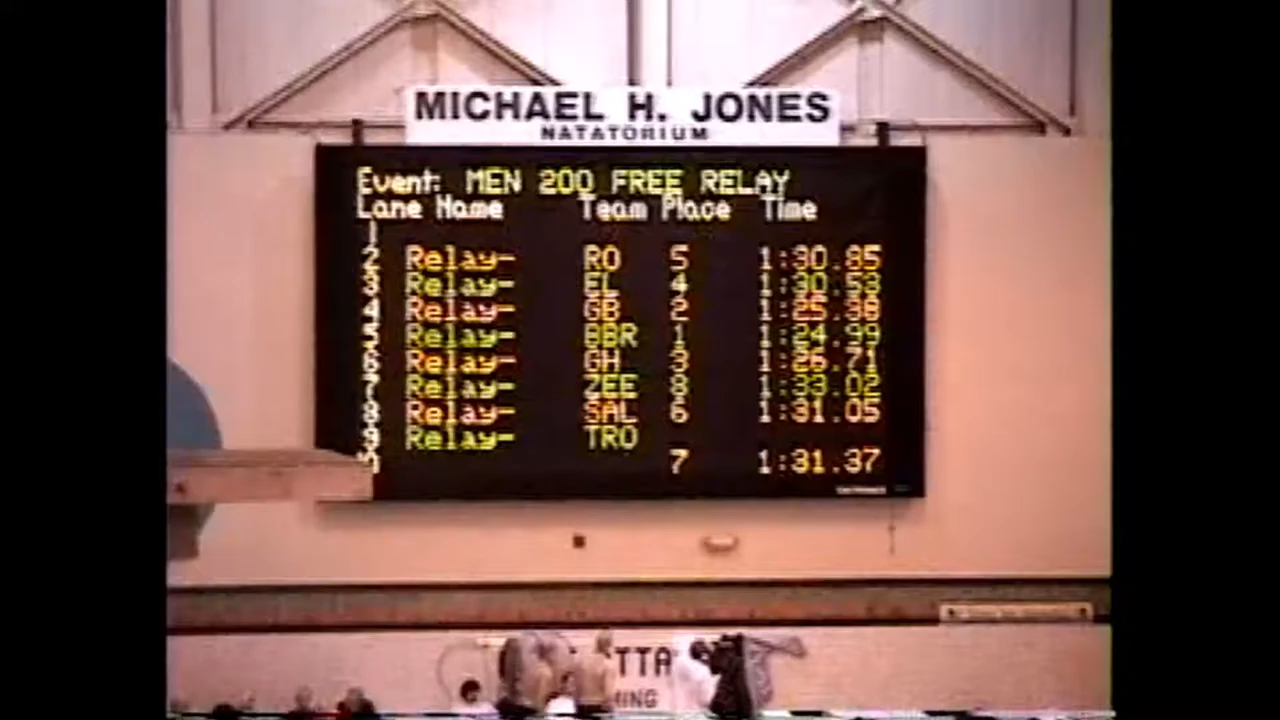 MICHAEL H. JONES
NATATORIUM
Event: MEN 200 FREE RELAY
Lane Name Team Place Time
1
2 Relay- RO 5 1:30.85
3 Relay- EL 4 1:30.53
4 Relay- GB 2 1:25.38
5 Relay- BBR 1 1:24.99
6 Relay- GH 3 1:26.71
7 Relay- ZEE 8 1:33.02
8 Relay- SAL 6 1:31.05
9 Relay- TRO
7 1:31.37
TTA
ING